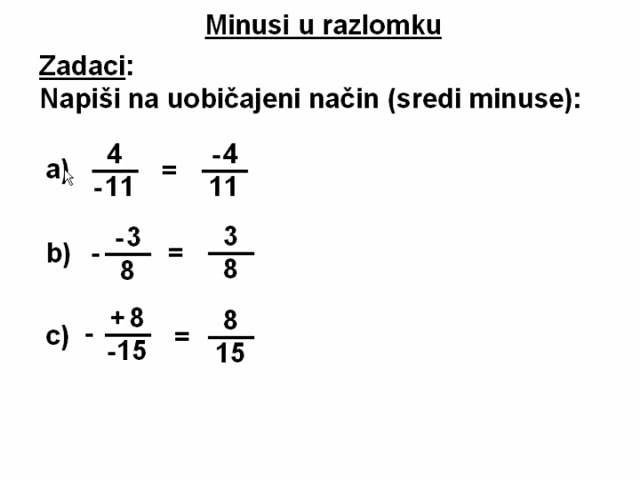 Minusi u razlomku
Zadaci:
Napiši na uobičajeni način (sredi minuse):
a) 4/-11 = -4/11
b) - -3/8 = 3/8
c) - +8/-15 = 8/15